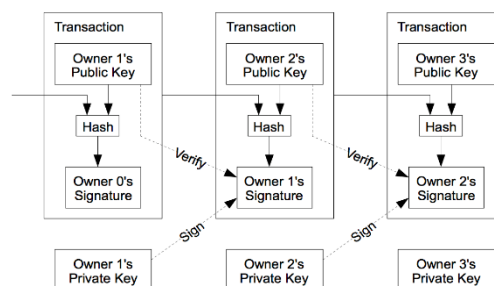 Transaction
Owner 1's
Public Key
Hash
Owner 0's
Signature
Transaction
Owner 2's
Public Key
Hash
Verify
Owner 1's
Signature
Transaction
Owner 3's
Public Key
Hash
Verify
Owner 2's
Signature
Owner 1's
Private Key
Sign
Owner 2's
Private Key
Sign
Owner 3's
Private Key